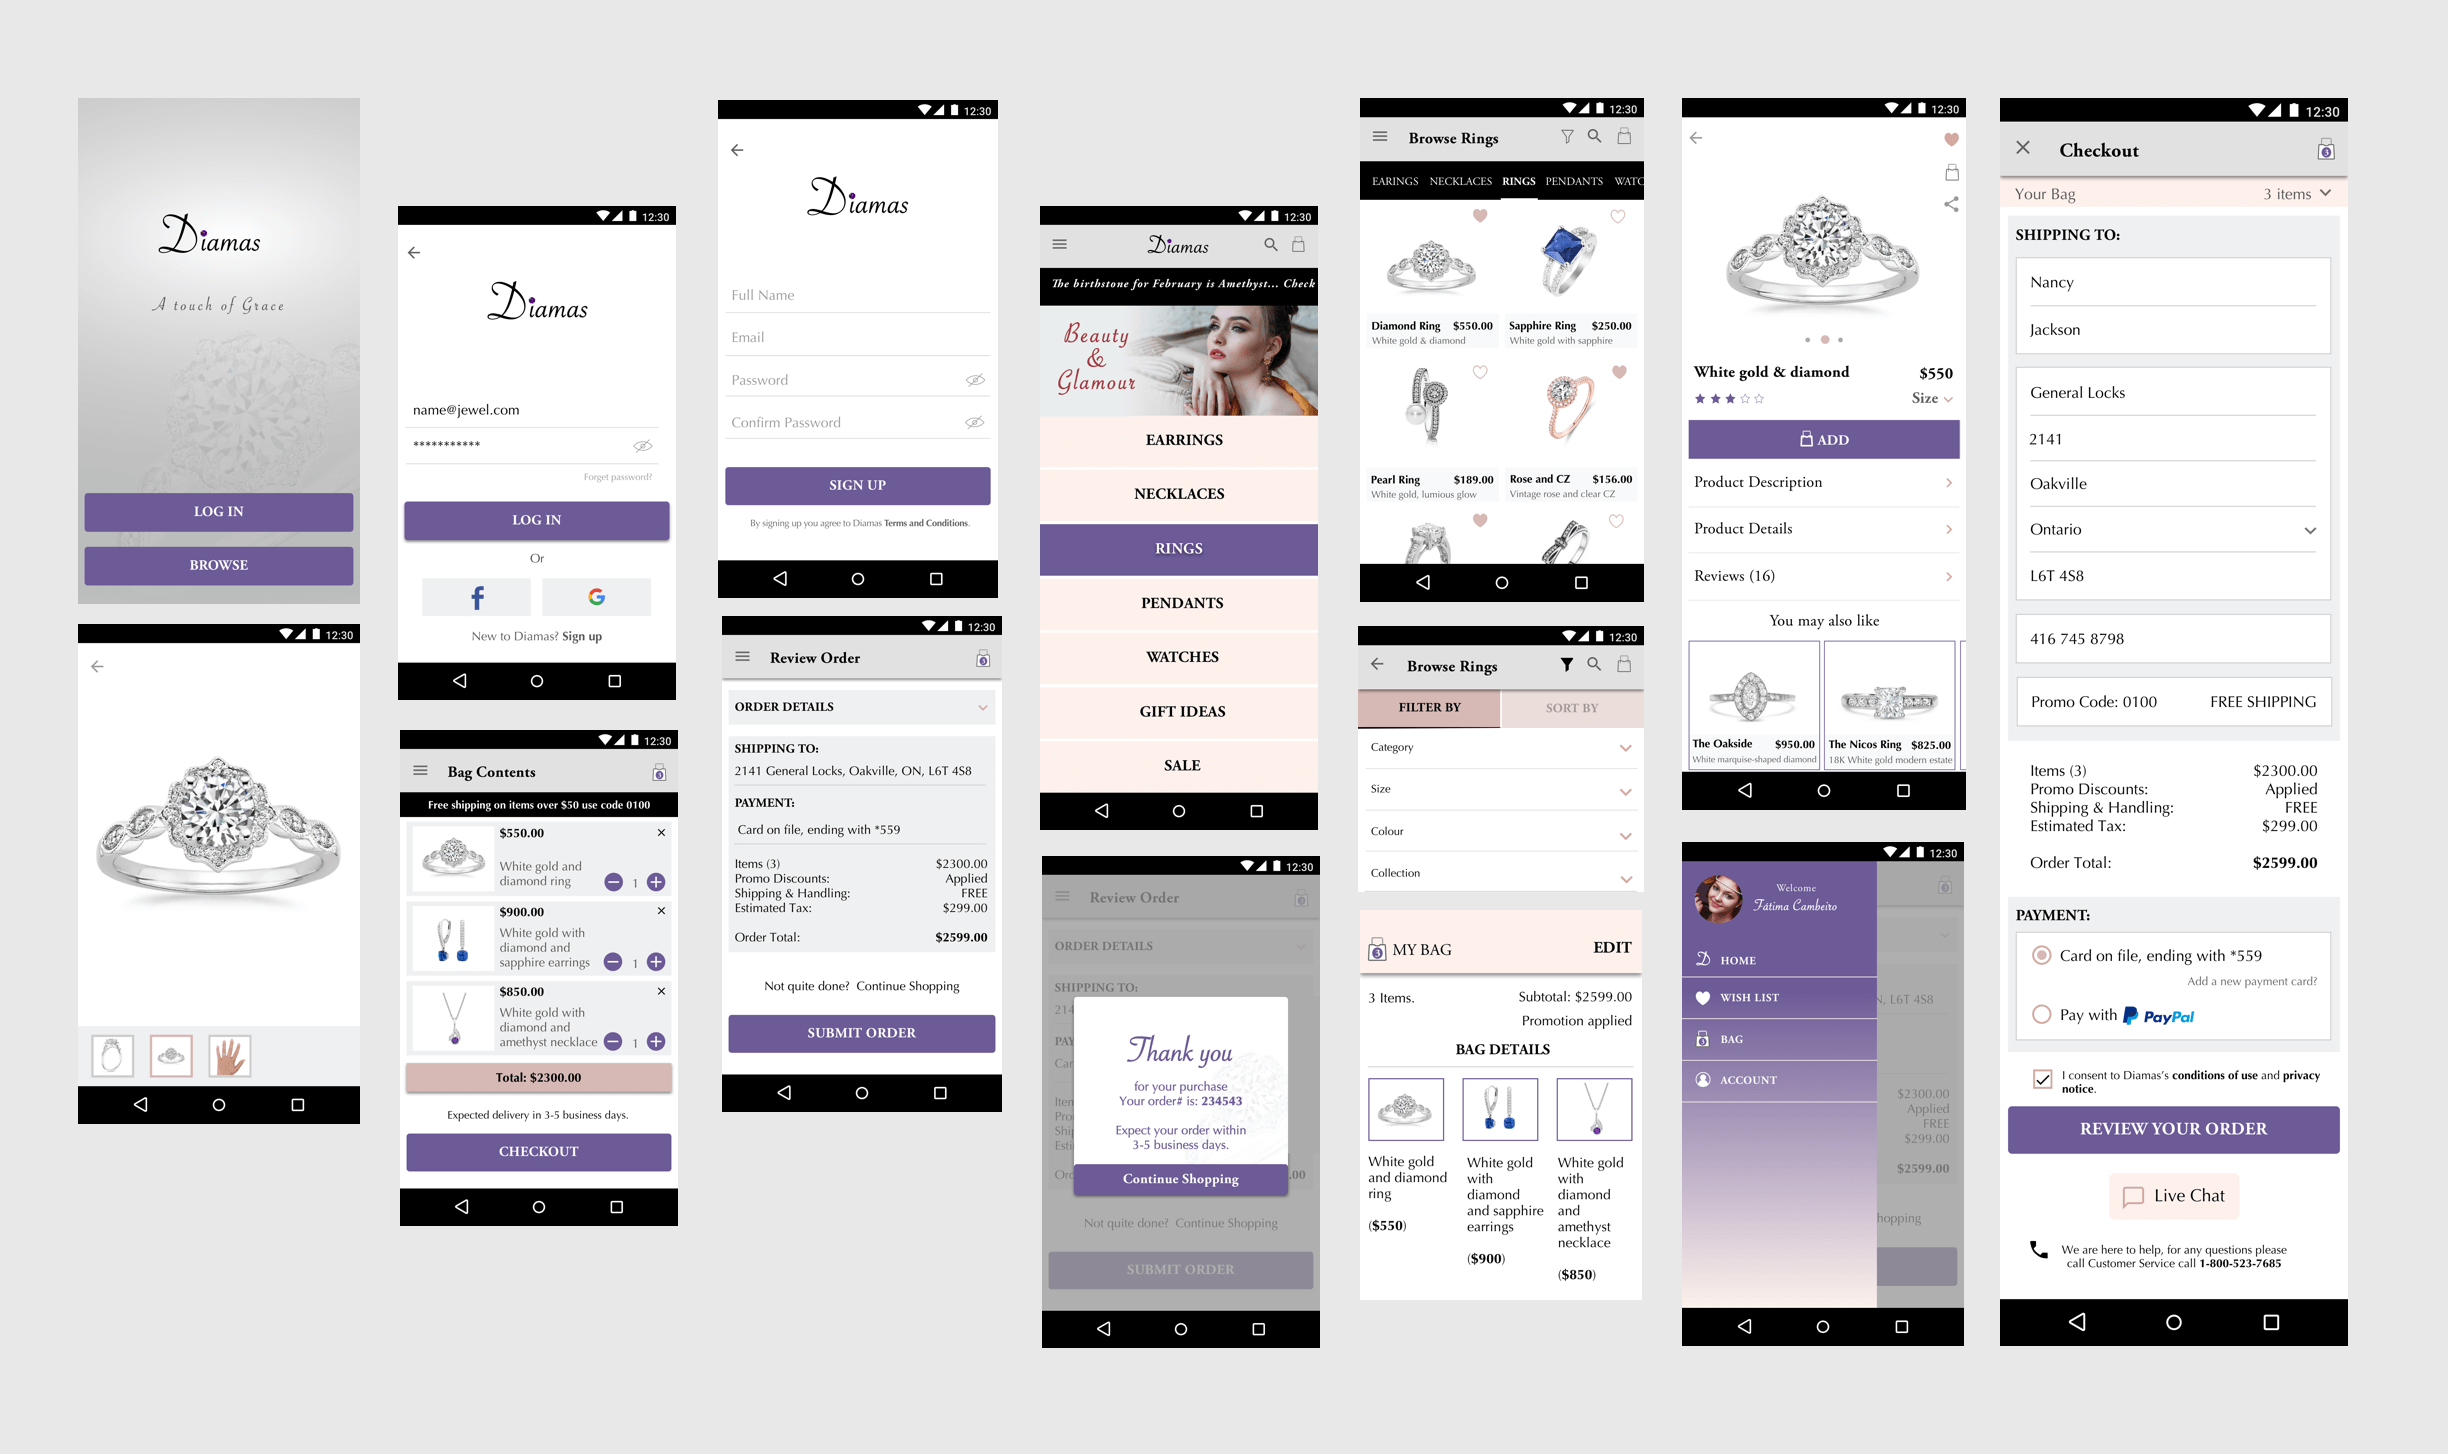 Diamas
A touch of Grace
LOG IN
BROWSE
12:30
12:30
Diamas
name@jewel.com
***********
Forget password?
LOG IN
Or
f
G
New to Diamas? Sign up
12:30
Bag Contents
3
Free shipping on items over $50 use code 0100
$550.00
White gold and
diamond ring
1
$900.00
White gold with
diamond and
sapphire earrings
1
$850.00
White gold with
diamond and
amethyst necklace
1
Total: $2300.00
Expected delivery in 3-5 business days.
CHECKOUT
12:30
Diamas
Full Name
Email
Password
Confirm Password
SIGN UP
By signing up you agree to Diamas Terms and Conditions.
12:30
Review Order
3
ORDER DETAILS
SHIPPING TO:
2141 General Locks, Oakville, ON, L6T 4S8
PAYMENT:
Card on file, ending with *559
Items (3) $2300.00
Promo Discounts: Applied
Shipping & Handling: FREE
Estimated Tax: $299.00
Order Total: $2599.00
Not quite done? Continue Shopping
SUBMIT ORDER
12:30
Diamas
The birthstone for February is Amethyst... Check
Beauty
&
Glamour
EARRINGS
NECKLACES
RINGS
PENDANTS
WATCHES
GIFT IDEAS
SALE
12:30
Review Order
3
ORDER DETAILS
SHIPPING TO:
214
PAY
Car
Item
Pro
Ship
Esti
Ord .00
Thank you
for your purchase
Your order# is: 234543
Expect your order within
3-5 business days.
Continue Shopping
Not quite done? Continue Shopping
SUBMIT ORDER
12:30
Browse Rings
EARINGS NECKLACES RINGS PENDANTS WATC
Diamond Ring $550.00
White gold & diamond
Sapphire Ring $250.00
White gold with sapphire
Pearl Ring $189.00
White gold, lumious glow
Rose and CZ $156.00
Vintage rose and clear CZ
12:30
Browse Rings
FILTER BY SORT BY
Category
Size
Colour
Collection
3 MY BAG EDIT
3 Items. Subtotal: $2599.00
Promotion applied
BAG DETAILS
White gold
and diamond
ring
($550)
White gold
with
diamond
and sapphire
earrings
($900)
White gold
with
diamond
and
amethyst
necklace
($850)
12:30
White gold & diamond $550
Size
ADD
Product Description
Product Details
Reviews (16)
You may also like
The Oakside $950.00
White marquise-shaped diamond
The Nicos Ring $825.00
18K White gold modern estate
12:30
Welcome
Fátima Cambeiro
D HOME
WISH LIST
3 BAG
ACCOUNT
3
N, L6T 4S8
$2300.00
Applied
FREE
$299.00
$2599.00
hopping
12:30
Checkout
3
Your Bag 3 items
SHIPPING TO:
Nancy
Jackson
General Locks
2141
Oakville
Ontario
L6T 4S8
416 745 8798
Promo Code: 0100 FREE SHIPPING
Items (3) $2300.00
Promo Discounts: Applied
Shipping & Handling: FREE
Estimated Tax: $299.00
Order Total: $2599.00
PAYMENT:
Card on file, ending with *559
Add a new payment card?
Pay with PayPal
I consent to Diamas's conditions of use and privacy
notice.
REVIEW YOUR ORDER
Live Chat
We are here to help, for any questions please
call Customer Service call 1-800-523-7685